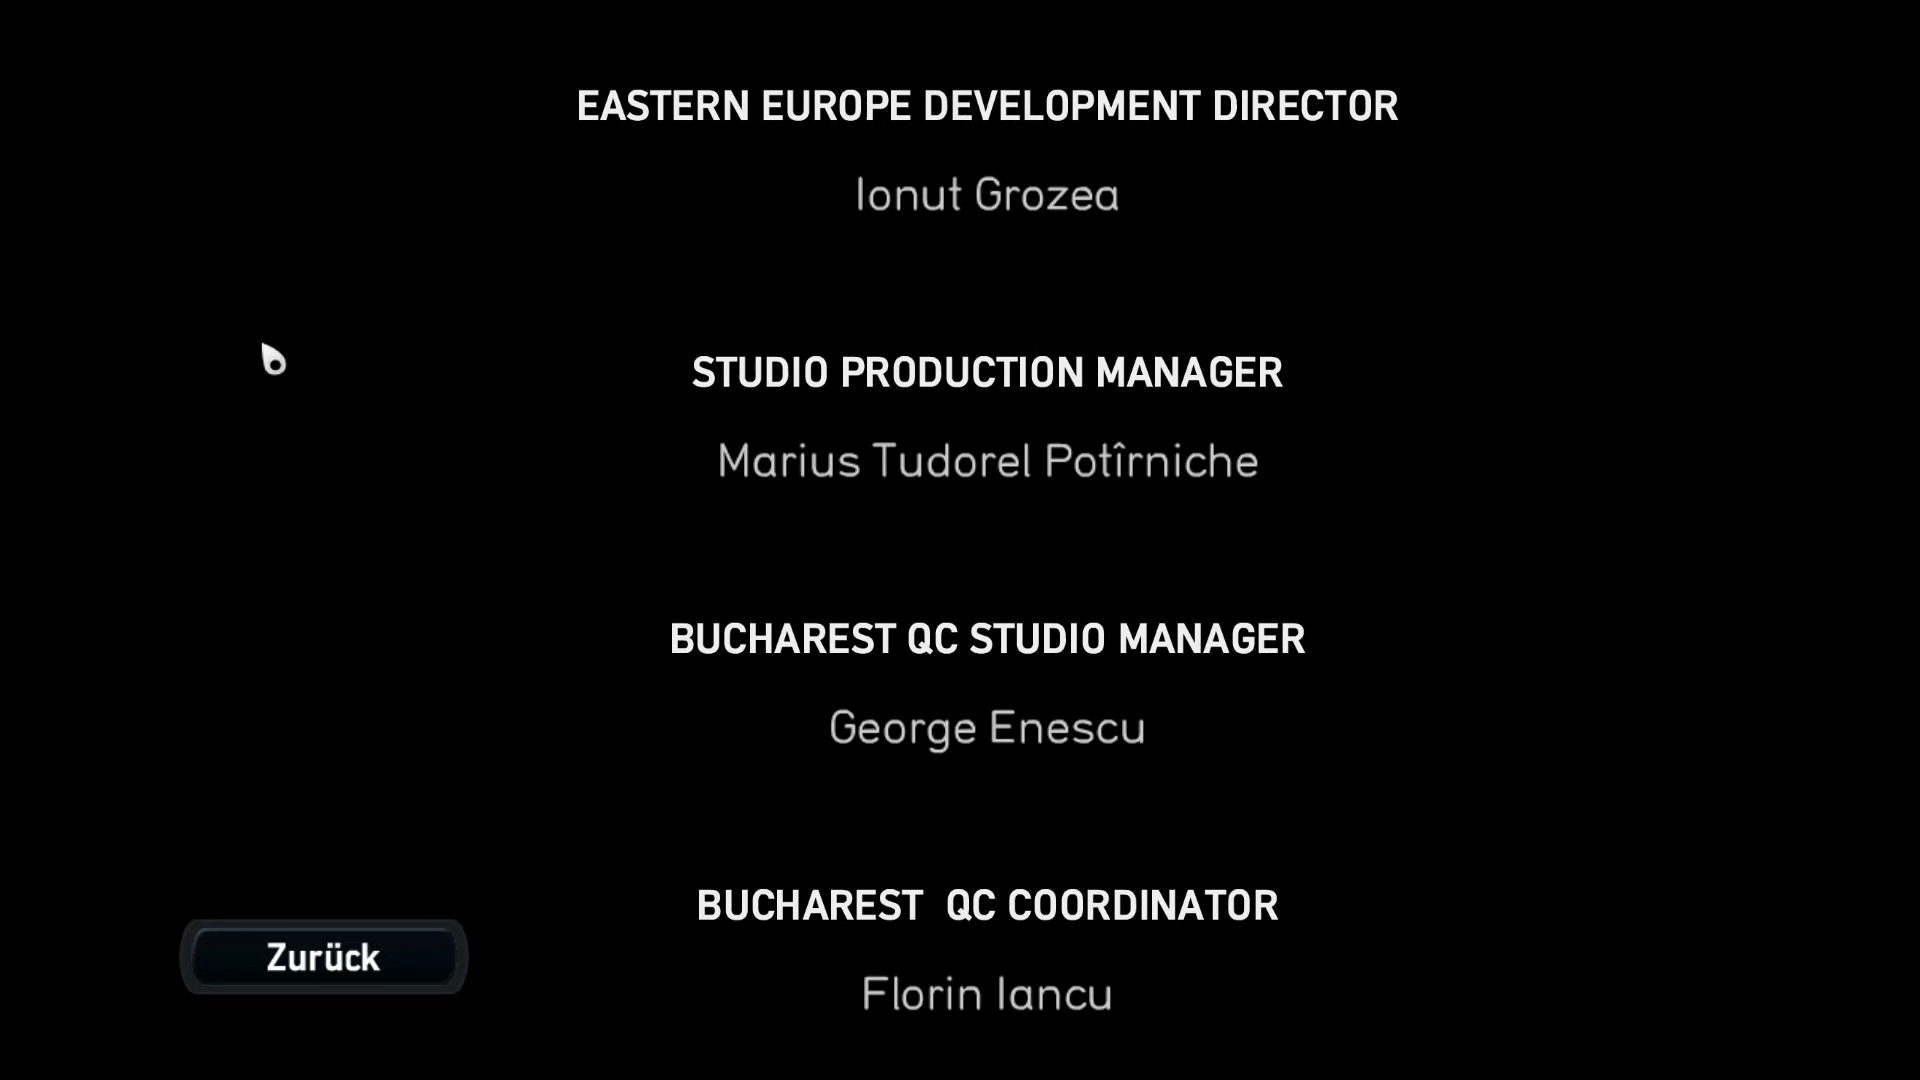 EASTERN EUROPE DEVELOPMENT DIRECTOR
Ionut Grozea
STUDIO PRODUCTION MANAGER
Marius Tudorel Potîrniche
BUCHAREST QC STUDIO MANAGER
George Enescu
BUCHAREST  QC COORDINATOR
Florin Iancu
Zurück